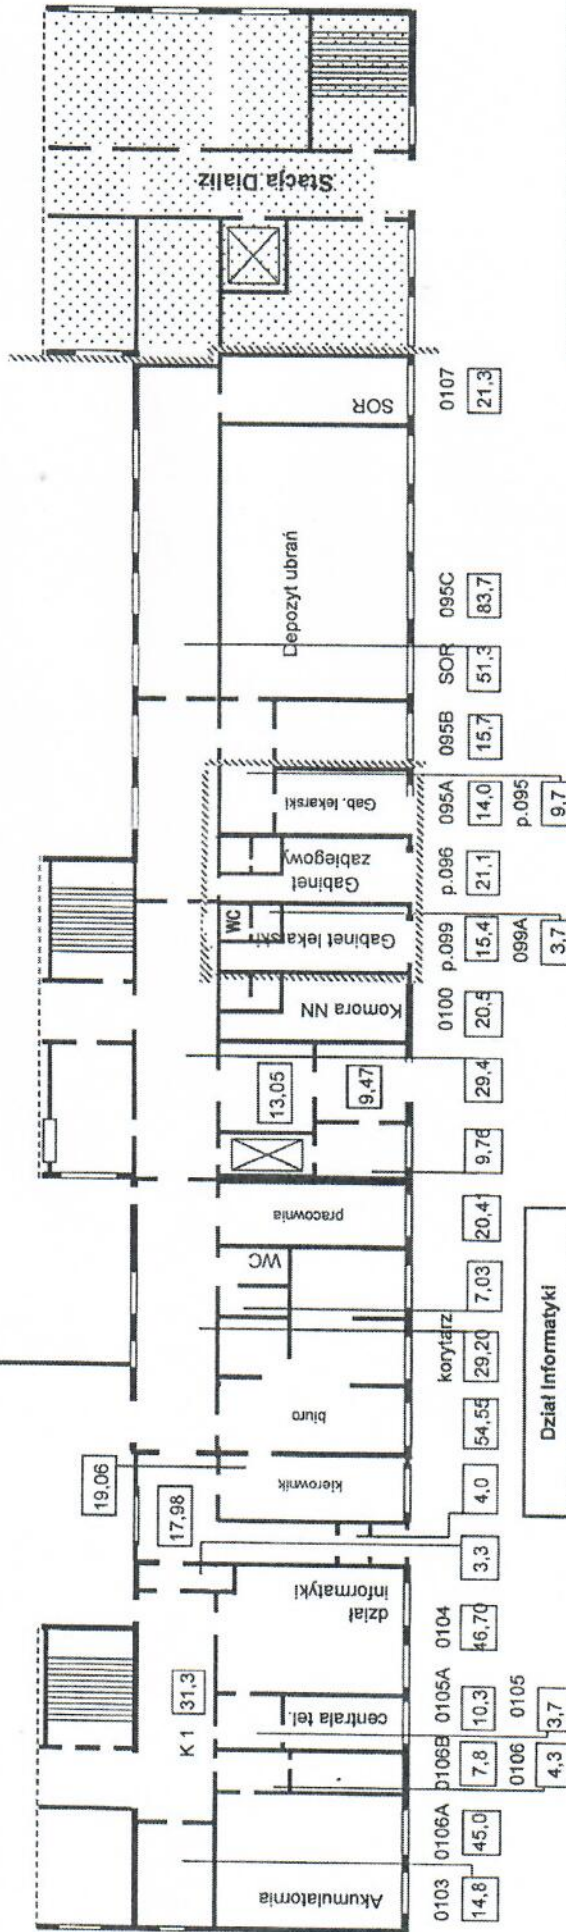 Stacja Dializ
SOR
0107
21,3
Depozyt ubrań
095C
83,7
SOR
51,3
095B
15,7
Gab. lekarski
095A
14,0
p.095
9,7
Gabinet
zabiegowy
p.096
21,1
WC
Gabinet lekarski
p.099
15,4
099A
3,7
Komora NN
0100
20,5
13,05
9,47
29,4
9,76
pracownia
20,41
WC
7,03
korytarz
29,20
biuro
54,55
kierownik
19,06
17,98
4,0
3,3
Dział Informatyki
dział
informatyki
0104
46,70
K 1
31,3
centrala tel.
0105A
10,3
0105
3,7
0106B
7,8
0106
4,3
Akumulatornia
0106A
45,0
0103
14,8